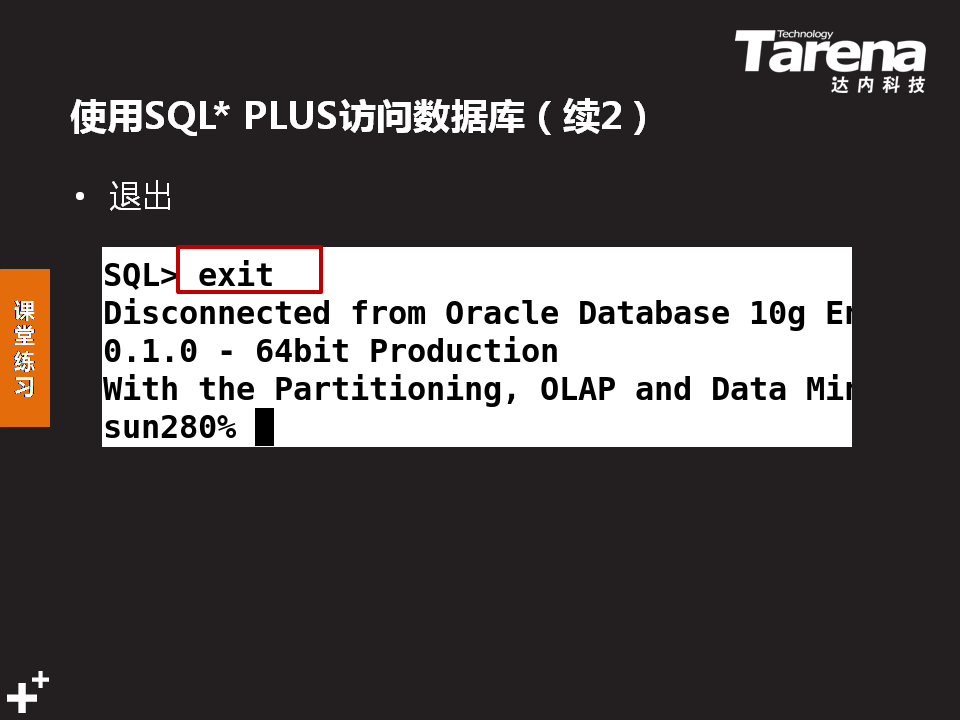 Technology
Tarena
达内科技
使用SQL* PLUS访问数据库（续2）
• 退出
课堂练习
SQL> exit
Disconnected from Oracle Database 10g
0.1.0 - 64bit Production
With the Partitioning, OLAP and Data
sun280%